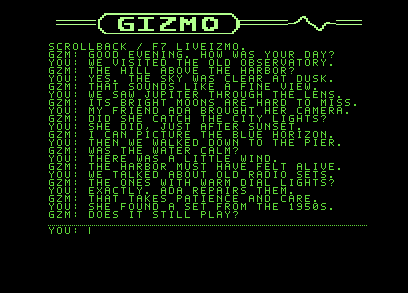 GIZMO
SCROLLBACK / F7 LIVEIZMO.
GZM: GOOD EVENING. HOW WAS YOUR DAY?
YOU: WE VISITED THE OLD OBSERVATORY.
GZM: THE HILL ABOVE THE HARBOR?
YOU: YES. THE SKY WAS CLEAR AT DUSK.
GZM: THAT SOUNDS LIKE A FINE VIEW.
YOU: WE SAW JUPITER THROUGH THE LENS.
GZM: ITS BRIGHT MOONS ARE HARD TO MISS.
YOU: MY FRIEND ADA BROUGHT HER CAMERA.
GZM: DID SHE CATCH THE CITY LIGHTS?
YOU: SHE DID, JUST AFTER SUNSET.
GZM: I CAN PICTURE THE BLUE HORIZON.
YOU: THEN WE WALKED DOWN TO THE PIER.
GZM: WAS THE WATER CALM?
YOU: THERE WAS A LITTLE WIND.
GZM: THE HARBOR MUST HAVE FELT ALIVE.
YOU: WE TALKED ABOUT OLD RADIO SETS.
GZM: THE ONES WITH WARM DIAL LIGHTS?
YOU: EXACTLY. ADA REPAIRS THEM.
GZM: THAT TAKES PATIENCE AND CARE.
YOU: SHE FOUND A SET FROM THE 1950S.
GZM: DOES IT STILL PLAY?
YOU: